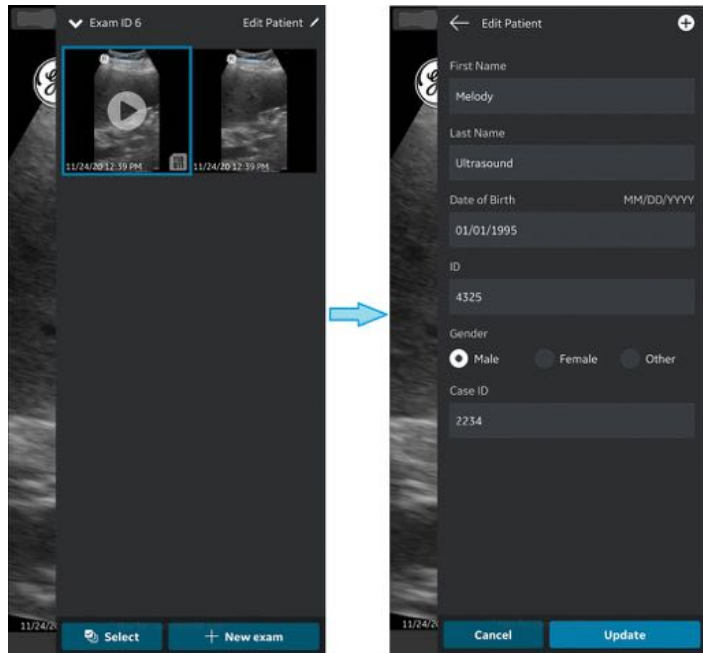 Exam ID 6
Edit Patient
11/24/20 12:39 PM
11/24/20 12:39 PM
11/24/2
Select
New exam
Edit Patient
First Name
Melody
Last Name
Ultrasound
Date of Birth
MM/DD/YYYY
01/01/1995
ID
4325
Gender
Male
Female
Other
Case ID
2234
11/24/2
Cancel
Update